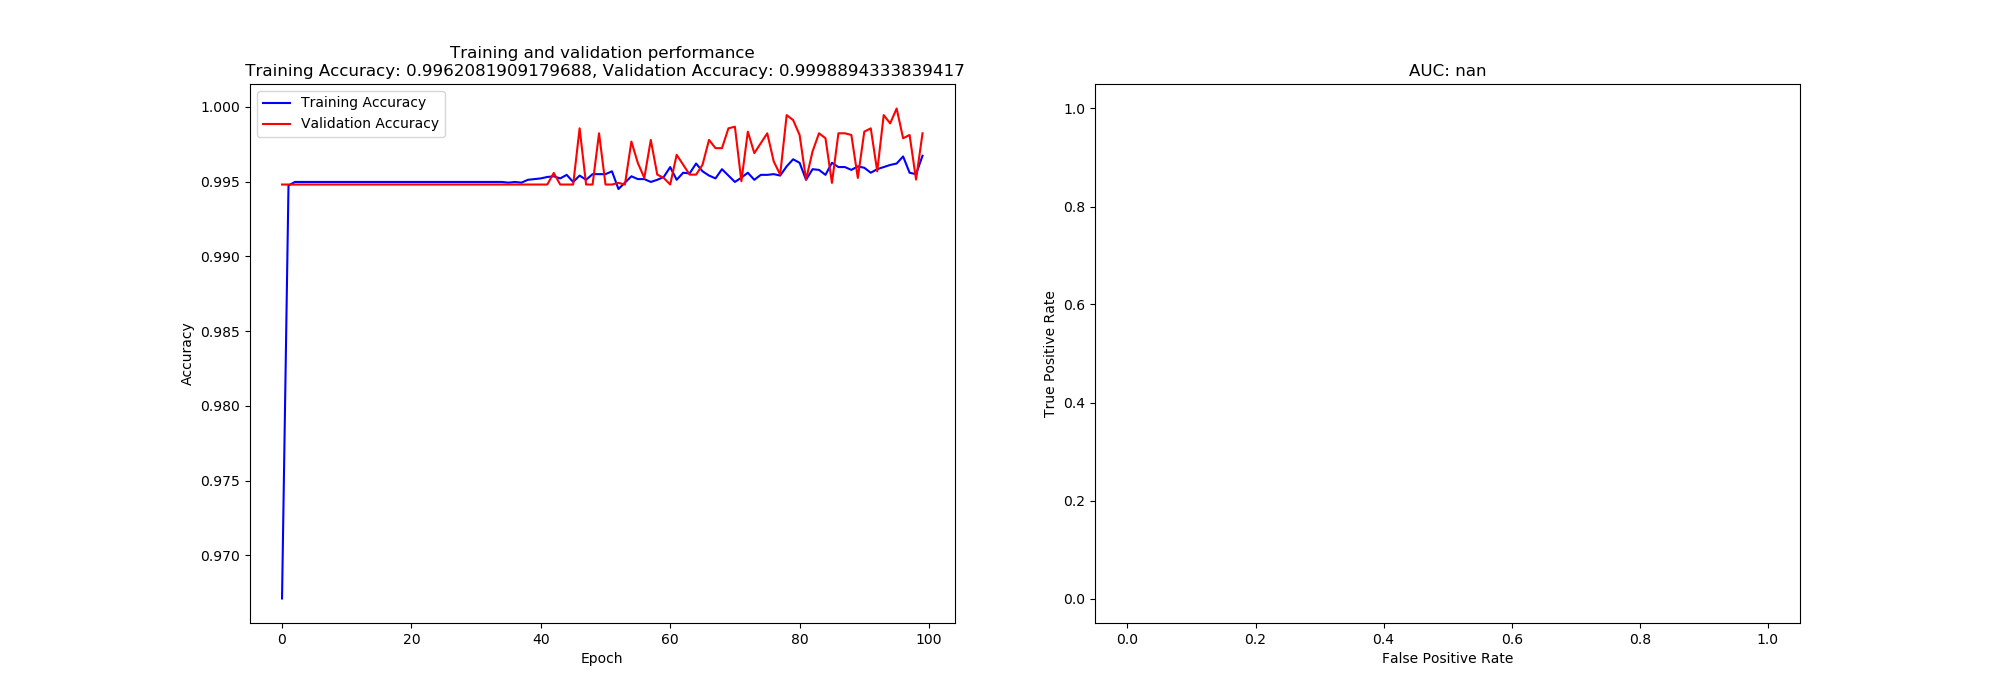 Training and validation performance
Training Accuracy: 0.9962081909179688, Validation Accuracy: 0.9998894333839417
Training Accuracy
Validation Accuracy
1.000
0.995
0.990
0.985
0.980
0.975
0.970
Accuracy
0
20
40
60
80
100
Epoch
AUC: nan
1.0
0.8
0.6
0.4
0.2
0.0
True Positive Rate
0.0
0.2
0.4
0.6
0.8
1.0
False Positive Rate